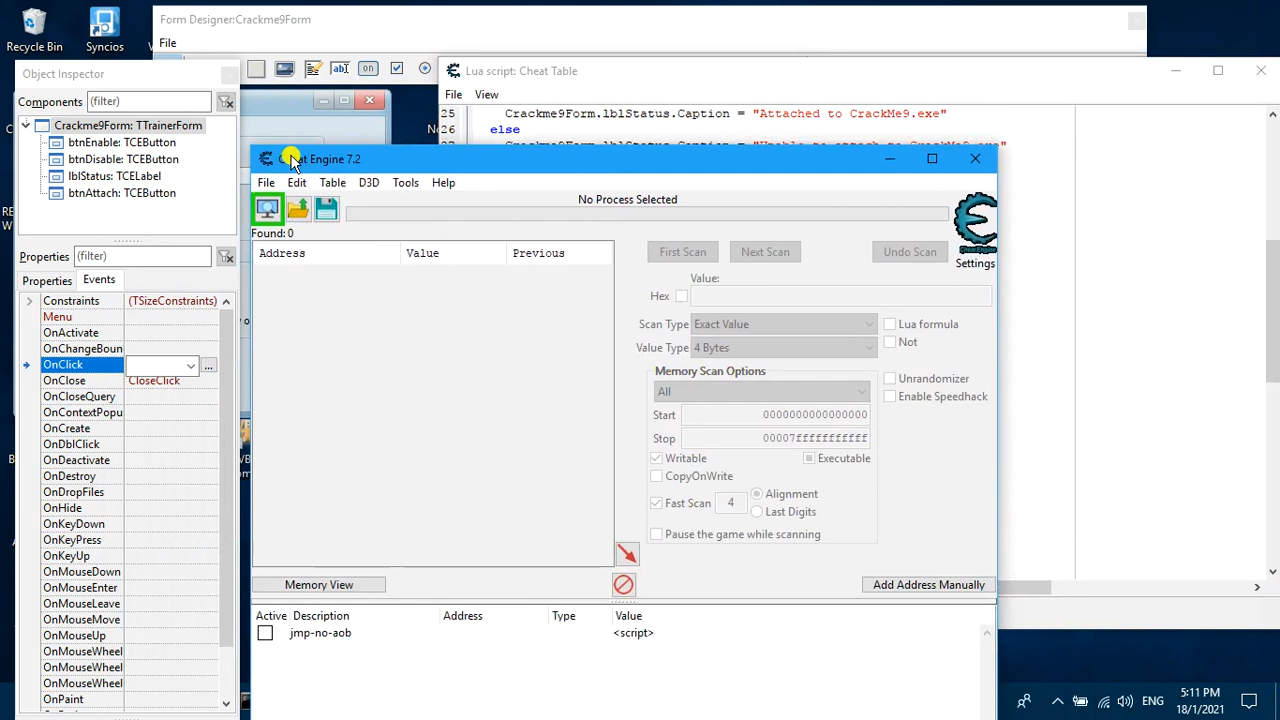 Recycle Bin
Syncios
Form Designer:Crackme9Form
File
Object Inspector
Components
(filter)
Crackme9Form: TTrainerForm
btnEnable: TCEButton
btnDisable: TCEButton
lblStatus: TCELabel
btnAttach: TCEButton
Properties
(filter)
Properties
Events
Constraints
(TSizeConstraints)
Menu
OnActivate
OnChangeBoun
OnClick
OnClose
CloseClick
OnCloseQuery
OnContextPopu
OnCreate
OnDblClick
OnDeactivate
OnDestroy
OnDropFiles
OnHide
OnKeyDown
OnKeyPress
OnKeyUp
OnMouseDown
OnMouseEnter
OnMouseLeave
OnMouseMove
OnMouseUp
OnMouseWheel
OnMouseWheel
OnMouseWheel
OnPaint
Lua script: Cheat Table
File View
25 Crackme9Form.lblStatus.Caption = "Attached to CrackMe9.exe"
26 else
Cheat Engine 7.2
File Edit Table D3D Tools Help
No Process Selected
Found: 0
Address Value Previous
First Scan Next Scan Undo Scan
Settings
Value:
Hex
Scan Type Exact Value
Lua formula
Not
Value Type 4 Bytes
Memory Scan Options
All
Unrandomizer
Enable Speedhack
Start 0000000000000000
Stop 00007fffffffffff
Writable Executable
CopyOnWrite
Fast Scan 4 Alignment
Last Digits
Pause the game while scanning
Memory View
Add Address Manually
Active Description Address Type Value
jmp-no-aob <script>
ENG
5:11 PM
18/1/2021